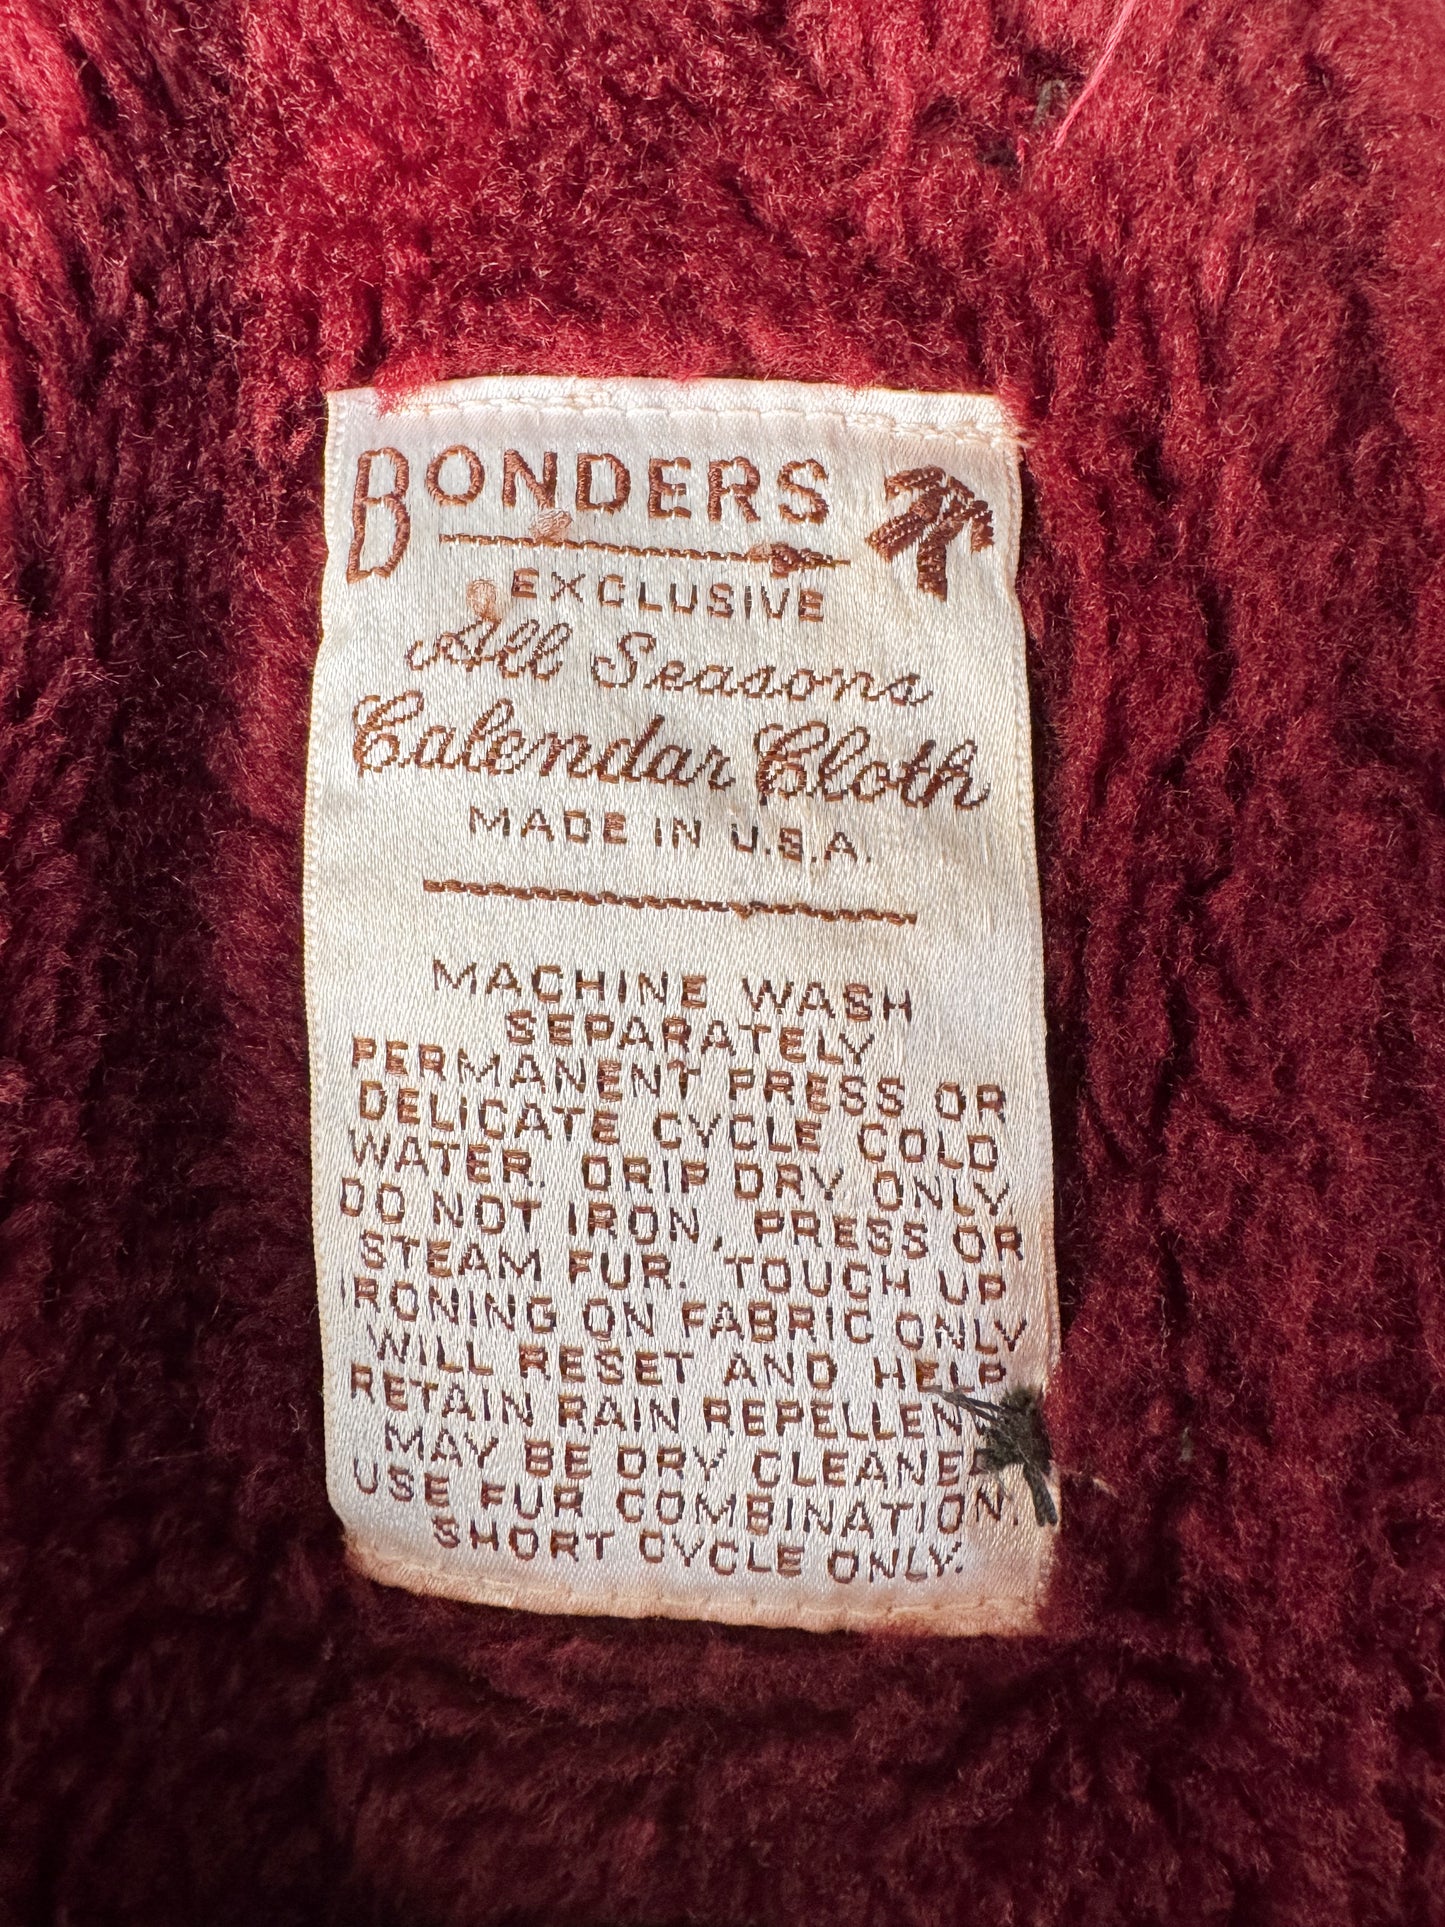 BONDERS
EXCLUSIVE
All Seasons
Calendar Cloth
MADE IN U.S.A.
MACHINE WASH
SEPARATELY
PERMANENT PRESS OR
DELICATE CYCLE COLD
WATER. DRIP DRY ONLY.
DO NOT IRON, PRESS OR
STEAM FUR. TOUCH UP
IRONING ON FABRIC ONLY
WILL RESET AND HELP
RETAIN RAIN
MAY BE DRY
USE FUR COMBINATION.
SHORT CYCLE ONLY.